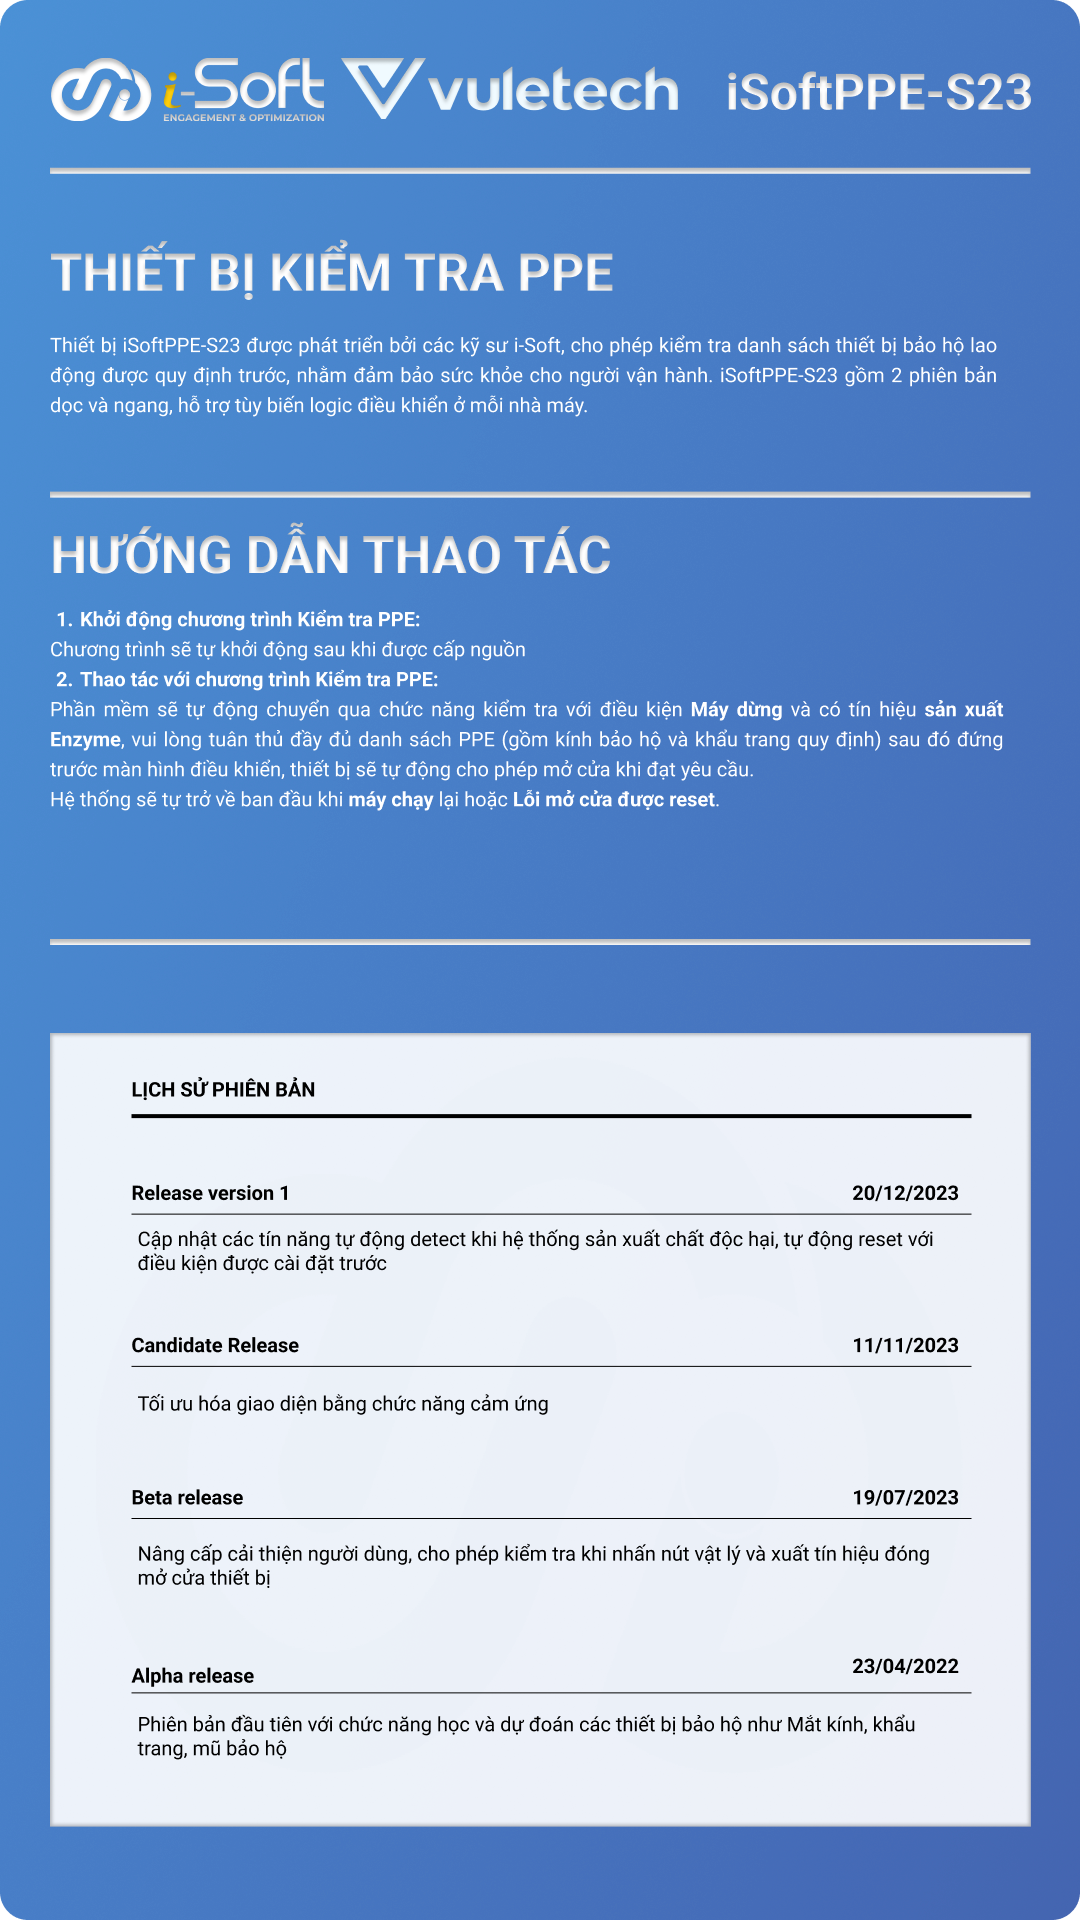 i-Soft
ENGAGEMENT & OPTIMIZATION
vuletech
iSoftPPE-S23
THIẾT BỊ KIỂM TRA PPE
Thiết bị iSoftPPE-S23 được phát triển bởi các kỹ sư i-Soft, cho phép kiểm tra danh sách thiết bị bảo hộ lao
động được quy định trước, nhằm đảm bảo sức khỏe cho người vận hành. iSoftPPE-S23 gồm 2 phiên bản
dọc và ngang, hỗ trợ tùy biến logic điều khiển ở mỗi nhà máy.
HƯỚNG DẪN THAO TÁC
1. Khởi động chương trình Kiểm tra PPE:
Chương trình sẽ tự khởi động sau khi được cấp nguồn
2. Thao tác với chương trình Kiểm tra PPE:
Phần mềm sẽ tự động chuyển qua chức năng kiểm tra với điều kiện Máy dừng và có tín hiệu sản xuất
Enzyme, vui lòng tuân thủ đầy đủ danh sách PPE (gồm kính bảo hộ và khẩu trang quy định) sau đó đứng
trước màn hình điều khiển, thiết bị sẽ tự động cho phép mở cửa khi đạt yêu cầu.
Hệ thống sẽ tự trở về ban đầu khi máy chạy lại hoặc Lỗi mở cửa được reset.
LỊCH SỬ PHIÊN BẢN
Release version 1 20/12/2023
Cập nhật các tín năng tự động detect khi hệ thống sản xuất chất độc hại, tự động reset với
điều kiện được cài đặt trước
Candidate Release 11/11/2023
Tối ưu hóa giao diện bằng chức năng cảm ứng
Beta release 19/07/2023
Nâng cấp cải thiện người dùng, cho phép kiểm tra khi nhấn nút vật lý và xuất tín hiệu đóng
mở cửa thiết bị
Alpha release 23/04/2022
Phiên bản đầu tiên với chức năng học và dự đoán các thiết bị bảo hộ như Mắt kính, khẩu
trang, mũ bảo hộ